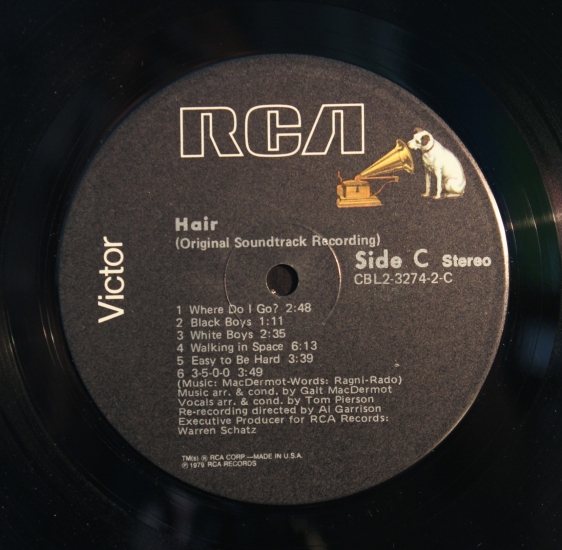 RCA
Hair
(Original Soundtrack Recording)
Side C Stereo
CBL2-3274-2-C
Victor
1 Where Do I Go? 2:48
2 Black Boys 1:11
3 White Boys 2:35
4 Walking in Space 6:13
5 Easy to Be Hard 3:39
6 3-5-0-0 3:49
(Music: MacDermot-Words: Ragni-Rado)
Music arr. & cond. by Galt MacDermot
Vocals arr. & cond. by Tom Pierson
Re-recording directed by Al Garrison
Executive Producer for RCA Records:
Warren Schatz
TM(s) ® RCA CORP.—MADE IN U.S.A.
℗ 1979 RCA RECORDS